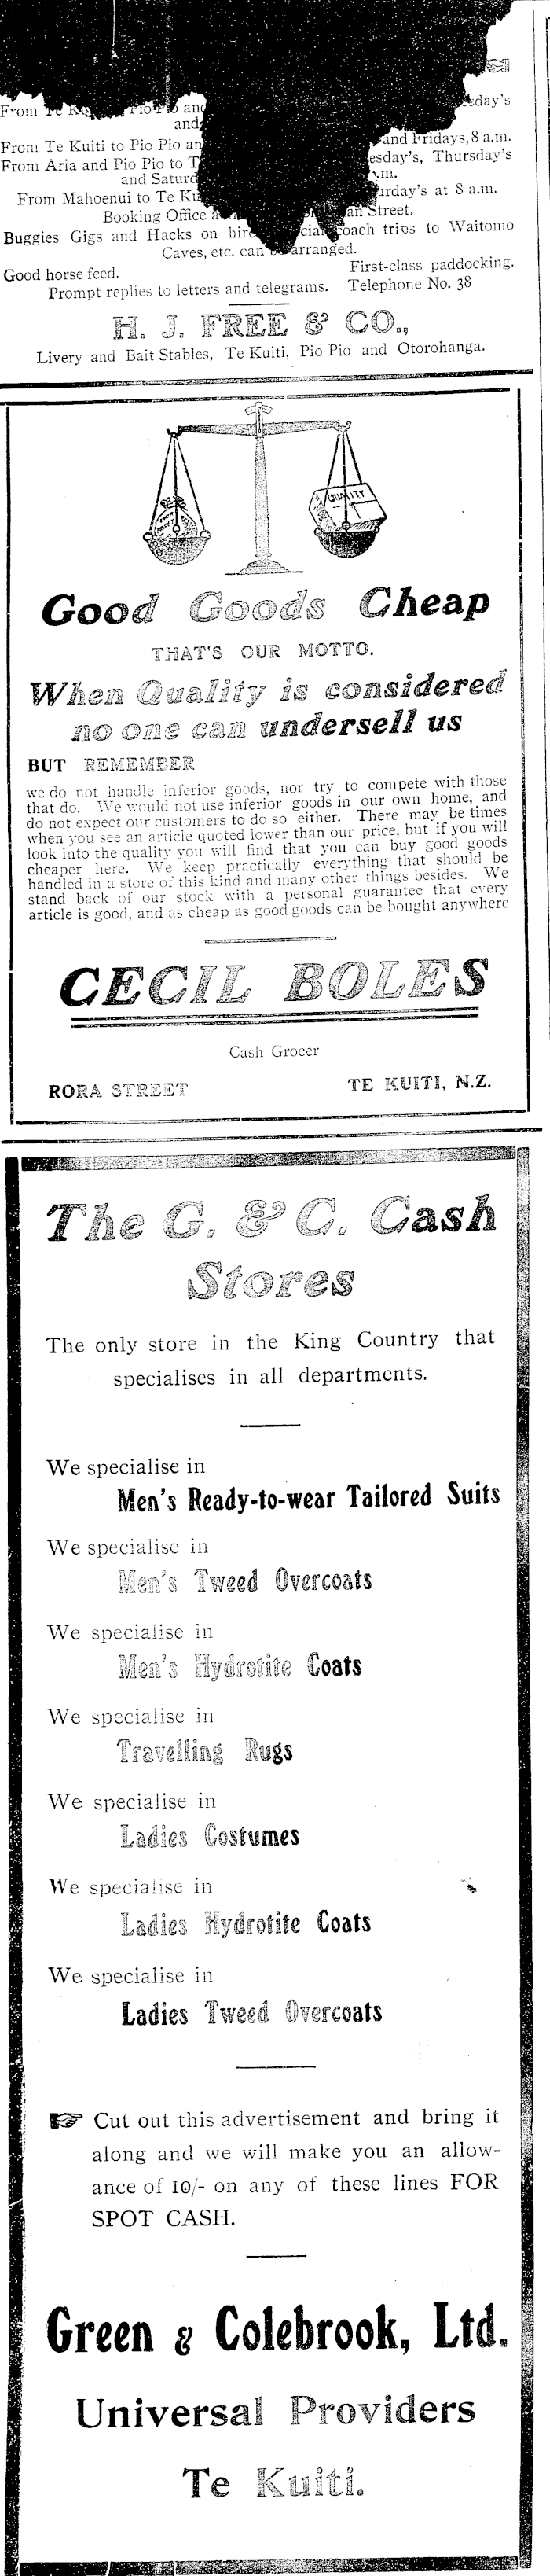 sday's
From Te Pio Pio and
and
From Te Kuiti to Pio Pio and Fridays, 8 a.m.
From Aria and Pio Pio to Thursday's
and
From Mahoenui to Te at 8 a.m.
Booking Office Street.
Buggies Gigs and Hacks on coach trips to Waitomo
Caves, etc. can arranged.
Good horse feed. First-class paddocking.
Prompt replies to letters and telegrams. Telephone No. 38
H. J. FREE & CO.,
Livery and Bait Stables, Te Kuiti, Pio Pio and Otorohanga.
QUALITY
Good Goods Cheap
THAT'S OUR MOTTO.
When Quality is considered
no one can undersell us
BUT REMEMBER
we do not handle inferior goods, nor try to compete with those
that do. We would not use inferior goods in our own home, and
do not expect our customers to do so either. There may be times
when you see an article quoted lower than our price, but if you will
look into the quality you will find that you can buy good goods
cheaper here. We keep practically everything that should be
handled in a store of this kind and many other things besides. We
stand back of our stock with a personal guarantee that every
article is good, and as cheap as good goods can be bought anywhere
CECIL BOLES
Cash Grocer
RORA STREET TE KUITI, N.Z.
The G. & C. Cash
Stores
The only store in the King Country that
specialises in all departments.
We specialise in
Men's Ready-to-wear Tailored Suits
We specialise in
Men's Tweed Overcoats
We specialise in
Men's Hydrotite Coats
We specialise in
Travelling Rugs
We specialise in
Ladies Costumes
We specialise in
Ladies Hydrotite Coats
We specialise in
Ladies Tweed Overcoats
☞ Cut out this advertisement and bring it
along and we will make you an allow-
ance of 10/- on any of these lines FOR
SPOT CASH.
Green & Colebrook, Ltd.
Universal Providers
Te Kuiti.